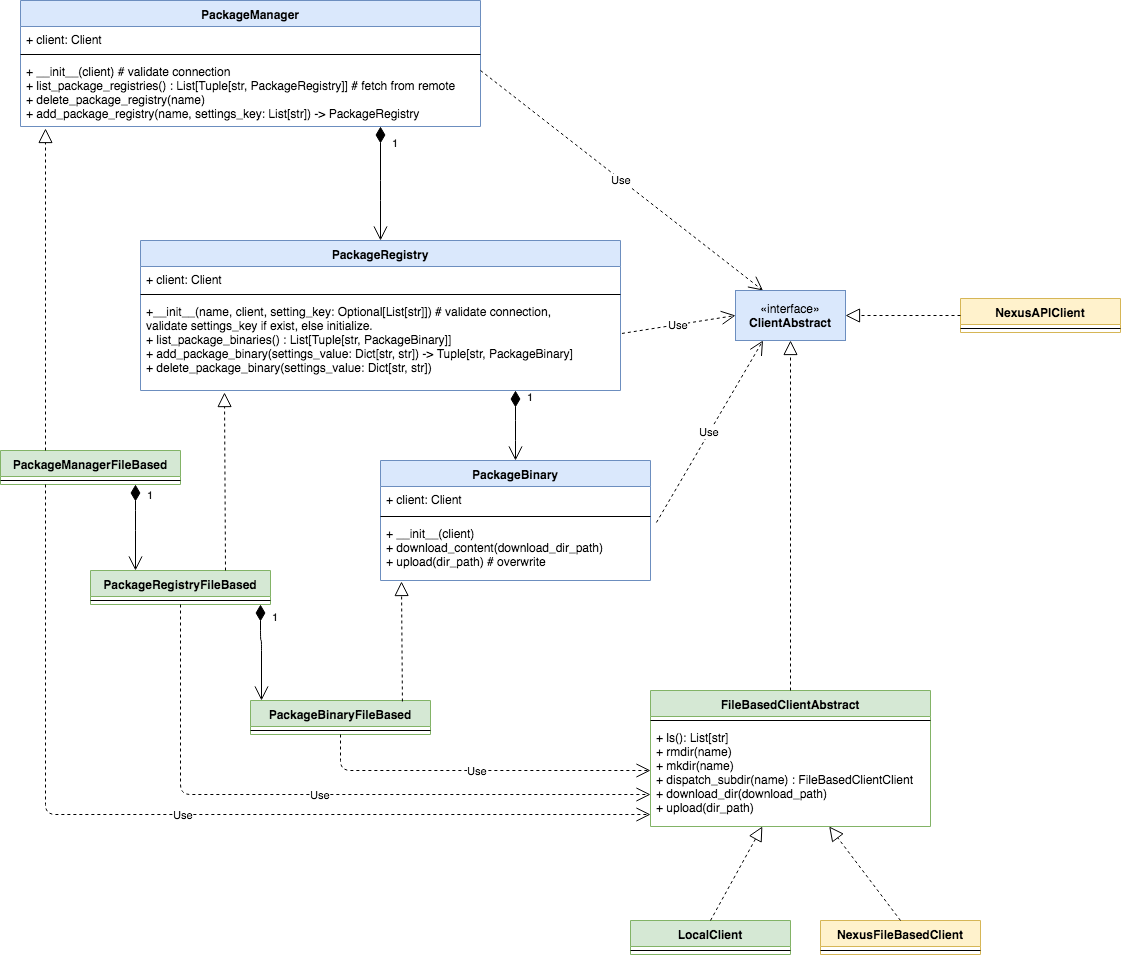 PackageManager
+ client: Client
+ __init__(client) # validate connection
+ list_package_registries() : List[Tuple[str, PackageRegistry]] # fetch from remote
+ delete_package_registry(name)
+ add_package_registry(name, settings_key: List[str]) -> PackageRegistry
1
Use
PackageRegistry
+ client: Client
+__init__(name, client, setting_key: Optional[List[str]]) # validate connection,
validate settings_key if exist, else initialize.
+ list_package_binaries() : List[Tuple[str, PackageBinary]]
+ add_package_binary(settings_value: Dict[str, str]) -> Tuple[str, PackageBinary]
+ delete_package_binary(settings_value: Dict[str, str])
Use
«interface»
ClientAbstract
NexusAPIClient
1
Use
PackageManagerFileBased
1
PackageBinary
+ client: Client
+ __init__(client)
+ download_content(download_dir_path)
+ upload(dir_path) # overwrite
PackageRegistryFileBased
1
PackageBinaryFileBased
Use
Use
Use
FileBasedClientAbstract
+ ls(): List[str]
+ rmdir(name)
+ mkdir(name)
+ dispatch_subdir(name) : FileBasedClientClient
+ download_dir(download_path)
+ upload(dir_path)
LocalClient
NexusFileBasedClient